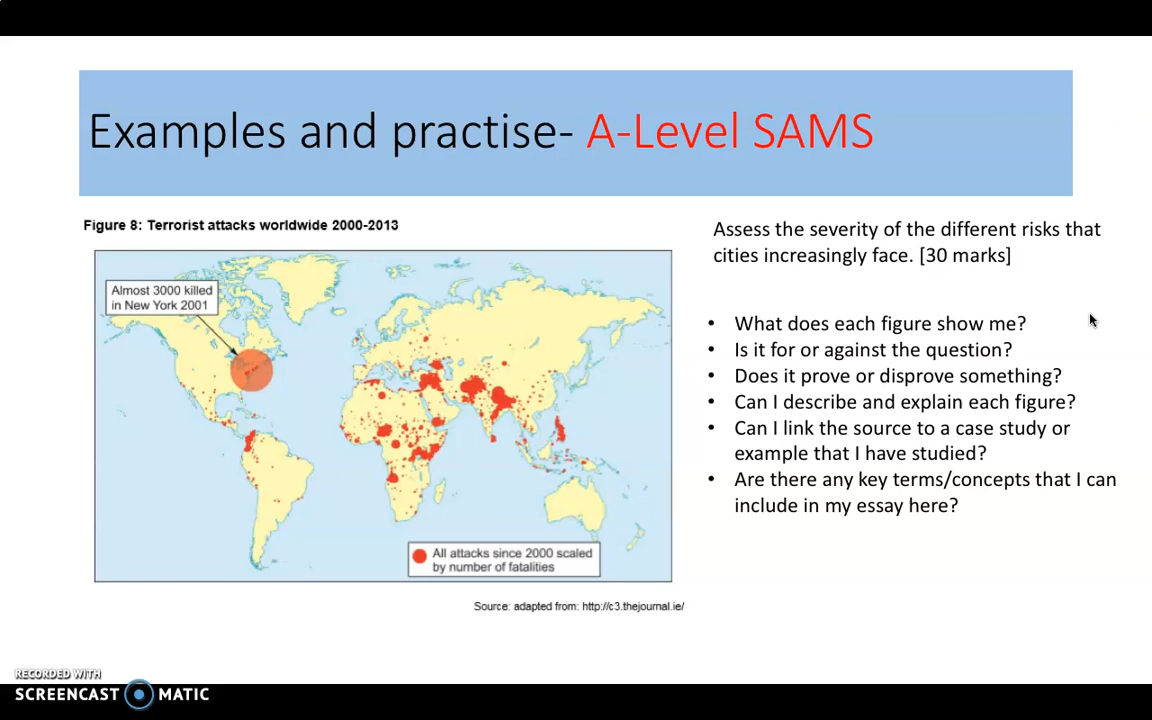 Examples and practise- A-Level SAMS
Figure 8: Terrorist attacks worldwide 2000-2013
Almost 3000 killed
in New York 2001
All attacks since 2000 scaled
by number of fatalities
Source: adapted from: http://c3.thejournal.ie/
Assess the severity of the different risks that
cities increasingly face. [30 marks]
• What does each figure show me?
• Is it for or against the question?
• Does it prove or disprove something?
• Can I describe and explain each figure?
• Can I link the source to a case study or
example that I have studied?
• Are there any key terms/concepts that I can
include in my essay here?
RECORDED WITH
SCREENCAST MATIC